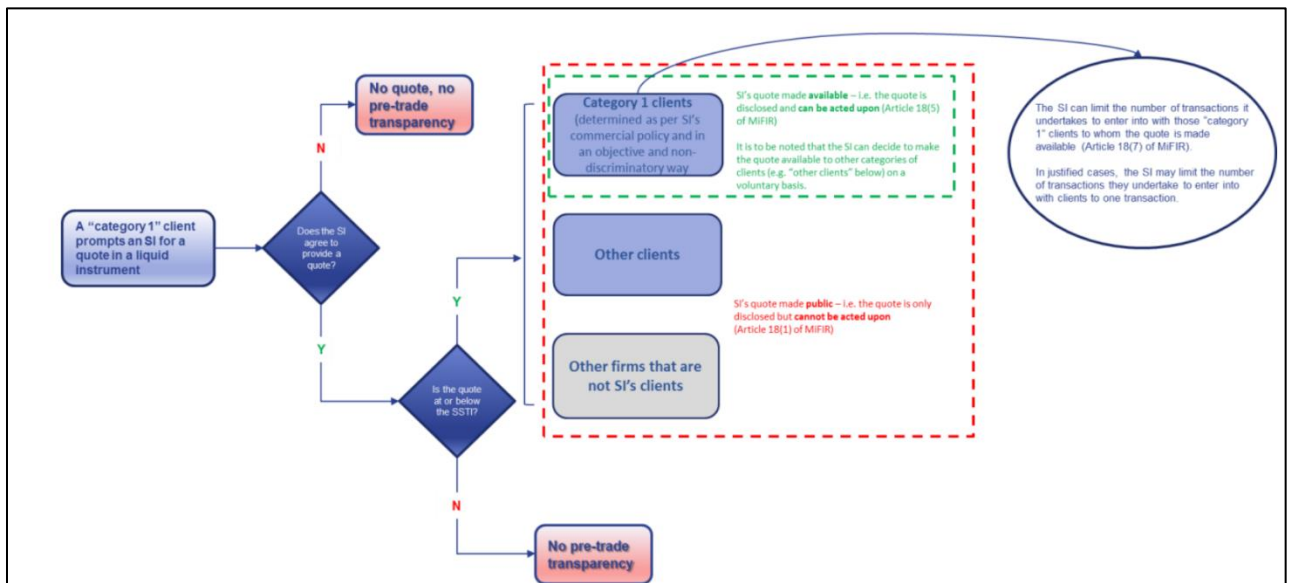 No quote, no
pre-trade
transparency
N
A “category 1” client
prompts an SI for a
quote in a liquid
instrument
Does the SI
agree to
provide a
quote?
Y
Y
Is the quote
at or below
the SSTI?
N
No pre-trade
transparency
Category 1 clients
(determined as per SI’s
commercial policy and in
an objective and non-
discriminatory way
SI’s quote made available – i.e. the quote is
disclosed and can be acted upon (Article 18(5)
of MiFIR)
It is to be noted that the SI can decide to make
the quote available to other categories of
clients (e.g. “other clients” below) on a
voluntary basis.
Other clients
SI’s quote made public – i.e. the quote is only
disclosed but cannot be acted upon
(Article 18(1) of MiFIR)
Other firms that are
not SI’s clients
The SI can limit the number of transactions it
undertakes to enter into with those “category
1” clients to whom the quote is made
available (Article 18(7) of MiFIR).
In justified cases, the SI may limit the number
of transactions they undertake to enter into
with clients to one transaction.